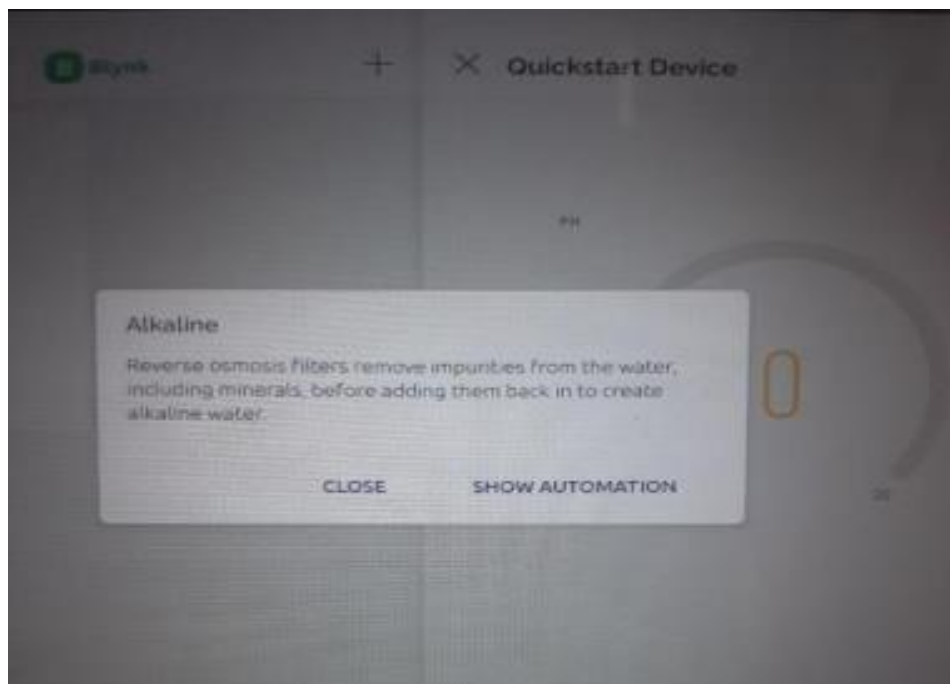 Blynk
+
× Quickstart Device
PH
Alkaline
Reverse osmosis filters remove impurities from the water,
including minerals, before adding them back in to create
alkaline water.
0
CLOSE
SHOW AUTOMATION